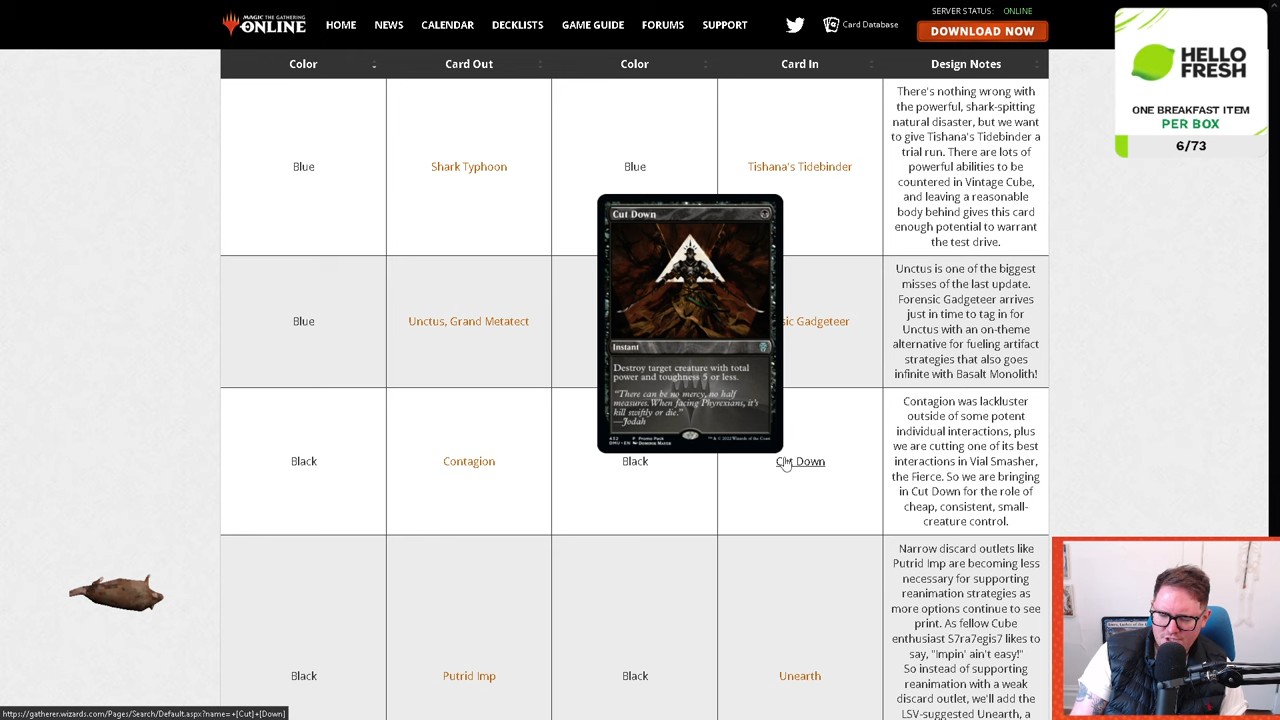 MAGIC THE GATHERING
ONLINE
HOME
NEWS
CALENDAR
DECKLISTS
GAME GUIDE
FORUMS
SUPPORT
Card Database
SERVER STATUS: ONLINE
DOWNLOAD NOW
HELLO
FRESH
ONE BREAKFAST ITEM
PER BOX
6/73
Color
Card Out
Color
Card In
Design Notes
Blue
Shark Typhoon
Blue
Tishana's Tidebinder
There's nothing wrong with
the powerful, shark-spitting
natural disaster, but we want
to give Tishana's Tidebinder a
trial run. There are lots of
powerful abilities to be
countered in Vintage Cube,
and leaving a reasonable
body behind gives this card
enough potential to warrant
the test drive.
Blue
Unctus, Grand Metatect
sic Gadgeteer
Unctus is one of the biggest
misses of the last update.
Forensic Gadgeteer arrives
just in time to tag in for
Unctus with an on-theme
alternative for fueling artifact
strategies that also goes
infinite with Basalt Monolith!
Cut Down
Instant
Destroy target creature with total
power and toughness 5 or less.
"There can be no mercy, no half
measures. When facing Phyrexians, it's
kill swiftly or die."
—Jodah
Black
Contagion
Black
Cut Down
Contagion was lackluster
outside of some potent
individual interactions, plus
we are cutting one of its best
interactions in Vial Smasher,
the Fierce. So we are bringing
in Cut Down for the role of
cheap, consistent, small-
creature control.
Black
Putrid Imp
Black
Unearth
Narrow discard outlets like
Putrid Imp are becoming less
necessary for supporting
reanimation strategies as
more options continue to see
print. As fellow Cube
enthusiast S7ra7egis7 likes to
say, "Impin' ain't easy!"
So instead of supporting
reanimation with a weak
discard outlet, we'll add the
LSV-suggested Unearth, a
https://gatherer.wizards.com/Pages/Search/Default.aspx?name=+[Cut]+[Down]